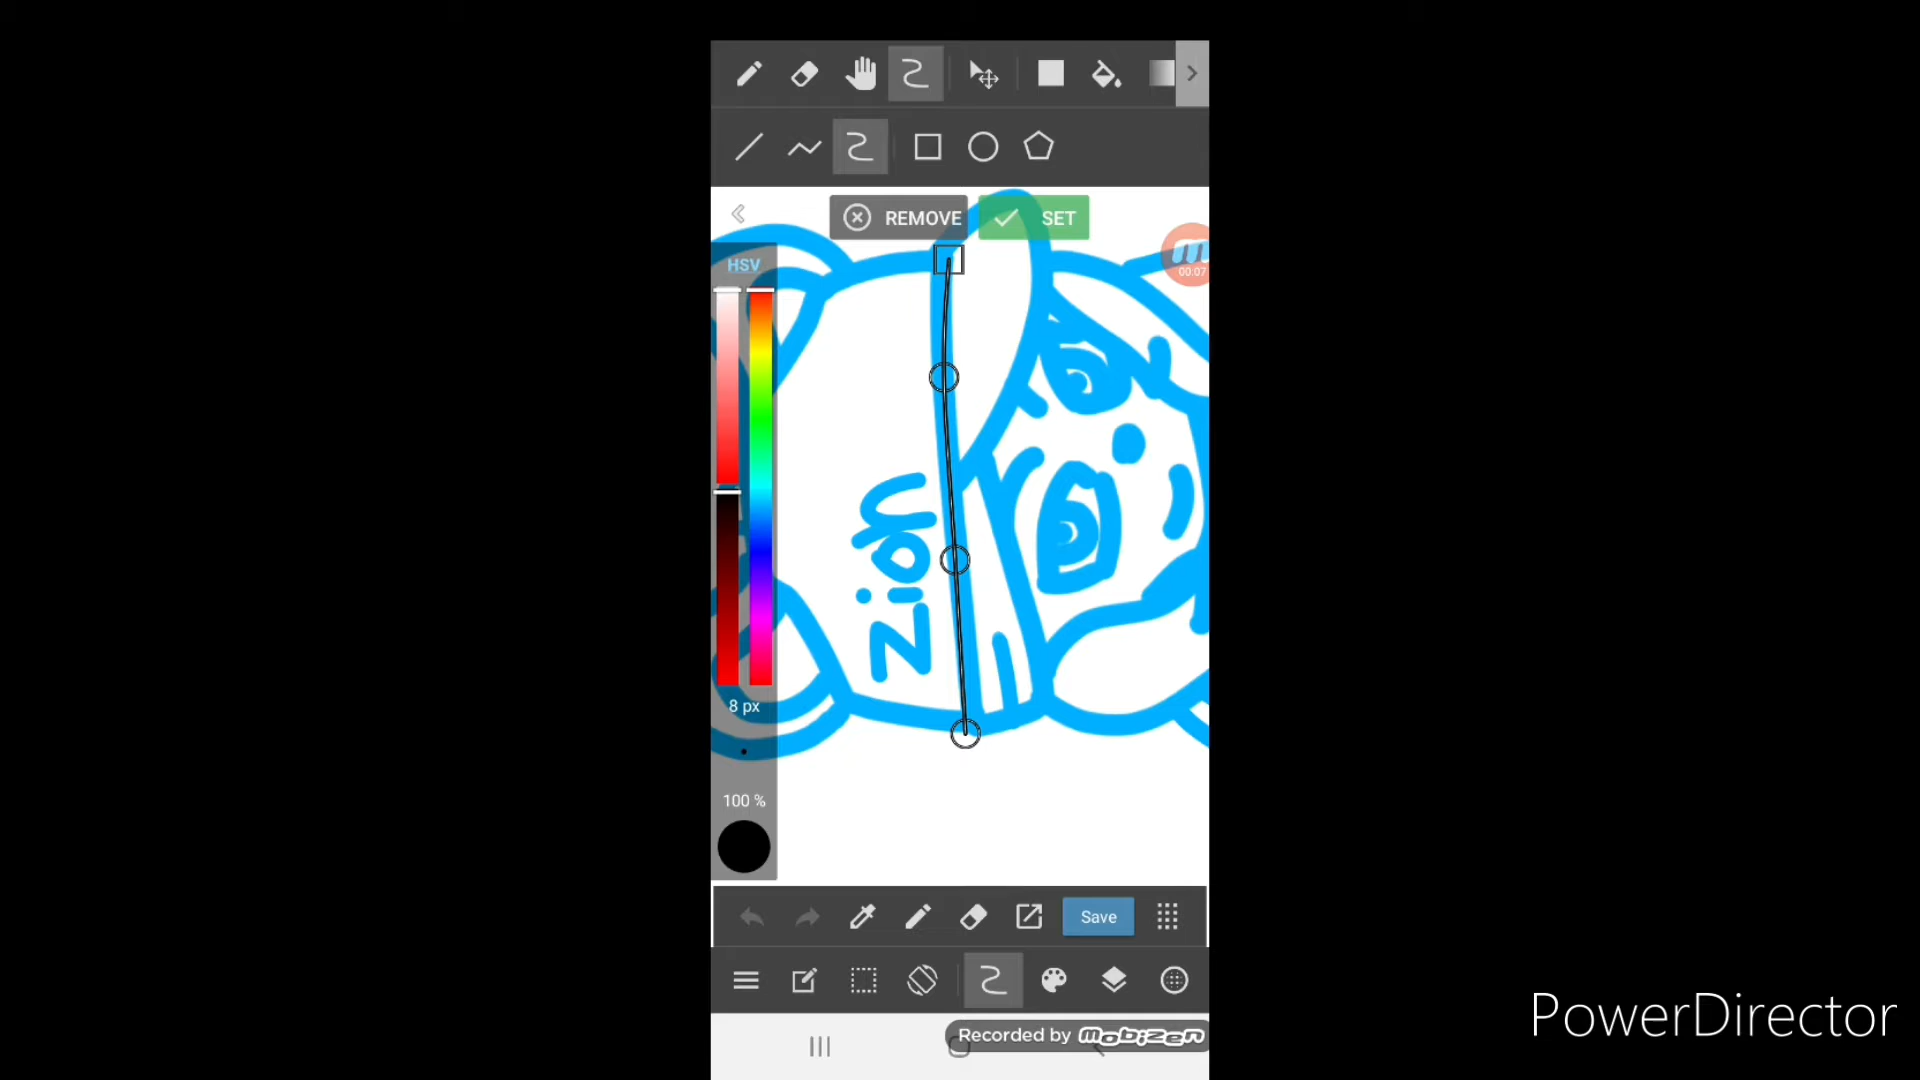 REMOVE
SET
HSV
00:07
zion
8 px
100 %
Save
Recorded by mobizen
PowerDirector